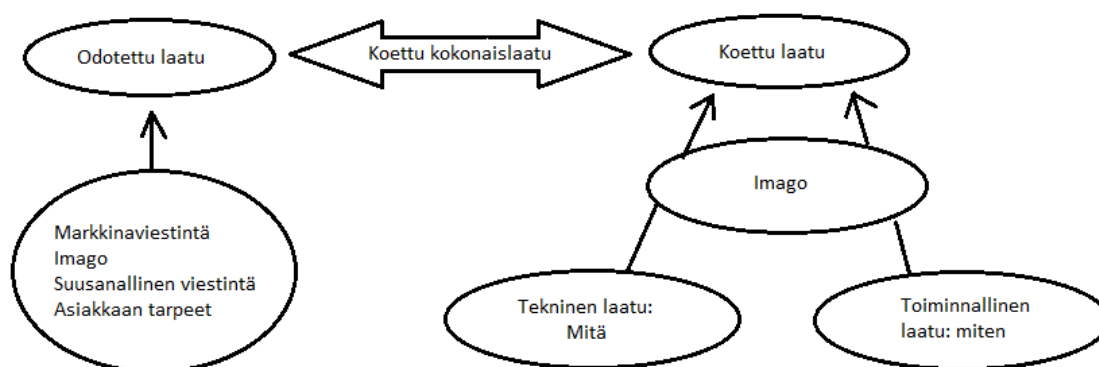 Odotettu laatu
Koettu kokonaislaatu
Koettu laatu
Imago
Markkinaviestintä
Imago
Suusanallinen viestintä
Asiakkaan tarpeet
Tekninen laatu:
Mitä
Toiminnallinen
laatu: miten